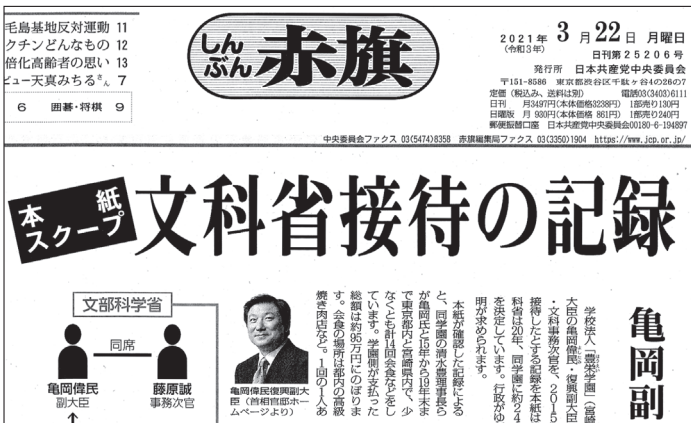 毛島基地反対運動 11
クチンどんなもの 12
倍化高齢者の思い 13
ビュー天真みちるさん 7
6 囲碁・将棋 9
しんぶん 赤旗
2021年 3月22日 月曜日
(令和3年)
日刊第25206号
発行所 日本共産党中央委員会
〒151-8586 東京都渋谷区千駄ヶ谷4の26の7
定価(税込み、送料は別) 電話03(3403)6111
日刊 月3497円(本体価格3238円) 1部売り130円
日曜版 月930円(本体価格 861円) 1部売り240円
郵便振替口座 日本共産党中央委員会00180-6-194897
中央委員会ファクス 03(5474)8358 赤旗編集局ファクス 03(3350)1904 https://www.jcp.or.jp/
本紙
スクープ
文科省接待の記録
亀岡副
学校法人「豊栄学園」(宮崎
大臣の亀岡偉民・復興副大臣
・文科事務次官を、2015
接待したとする記録を本紙は
科省は20年、同学園に約24
を決定しています。行政がゆ
明が求められます。
本紙が確認した記録による
と、同学園の清水豊理事長ら
が亀岡氏と15年から19年末ま
で東京都内と宮崎県内で、少
なくとも計14回会食などをし
ています。学園側が支払った
総額は約95万円にのぼりま
す。会食の場所は都内の高級
焼き肉店など。1回の1人あ
亀岡偉民復興副大
臣(首相官邸ホー
ムページより)
文部科学省
同席
亀岡偉民
副大臣
藤原誠
事務次官